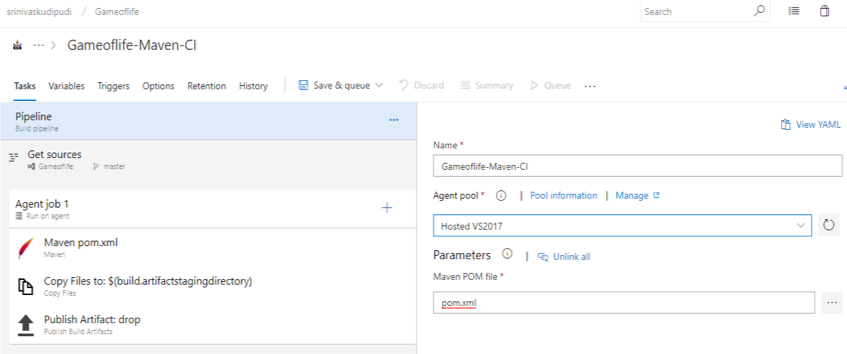 srinivaskudipudi / Gameoflife
Search
... > Gameoflife-Maven-CI
Tasks Variables Triggers Options Retention History | Save & queue Discard Summary Queue ...
Pipeline ...
Build pipeline
Get sources
Gameoflife master
Agent job 1 +
Run on agent
Maven pom.xml
Maven
Copy Files to: $(build.artifactstagingdirectory)
Copy Files
Publish Artifact: drop
Publish Build Artifacts
View YAML
Name *
Gameoflife-Maven-CI
Agent pool * | Pool information | Manage
Hosted VS2017
Parameters | Unlink all
Maven POM file *
pom.xml ...